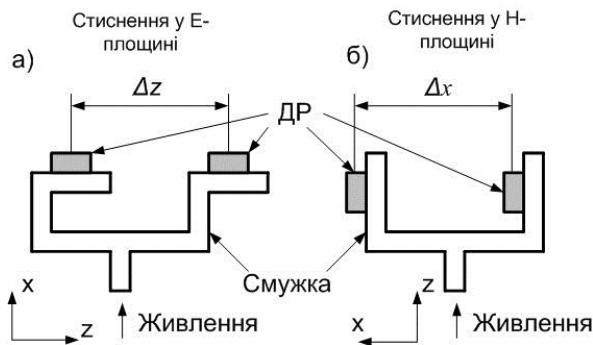 Стиснення у Е-
площині
Стиснення у Н-
площині
а)
б)
Δz
Δx
ДР
Смужка
x
z
Живлення
z
x
Живлення